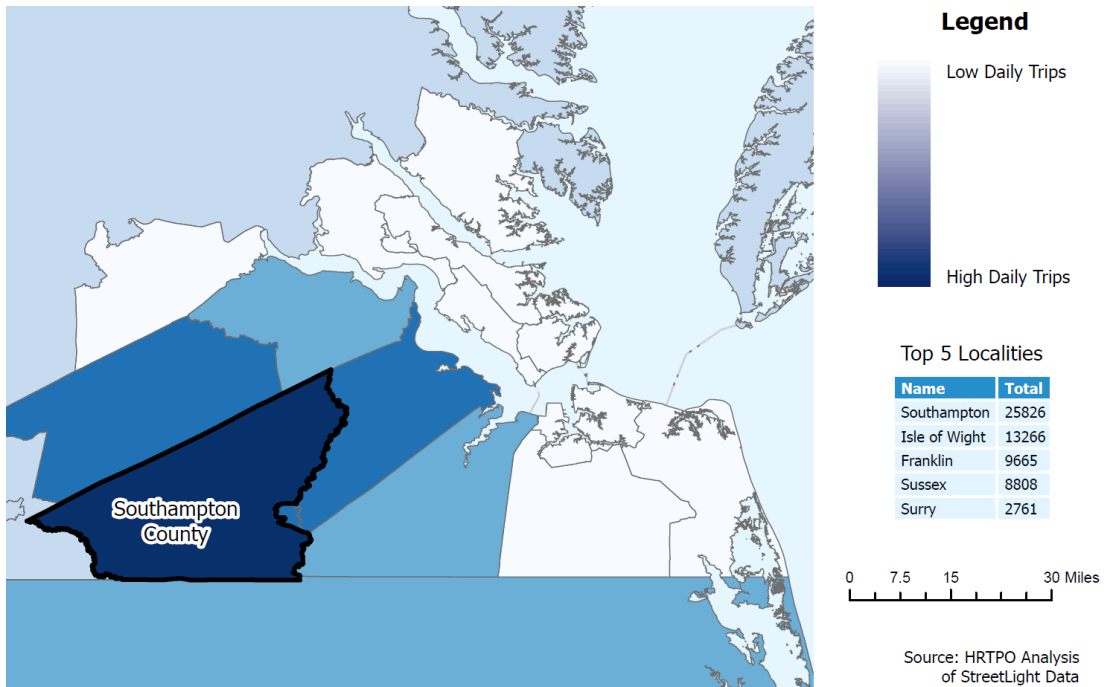 Legend
Low Daily Trips
High Daily Trips
Southampton
County
Top 5 Localities
Name Total
Southampton 25826
Isle of Wight 13266
Franklin 9665
Sussex 8808
Surry 2761
0 7.5 15 30 Miles
Source: HRTPO Analysis
of StreetLight Data